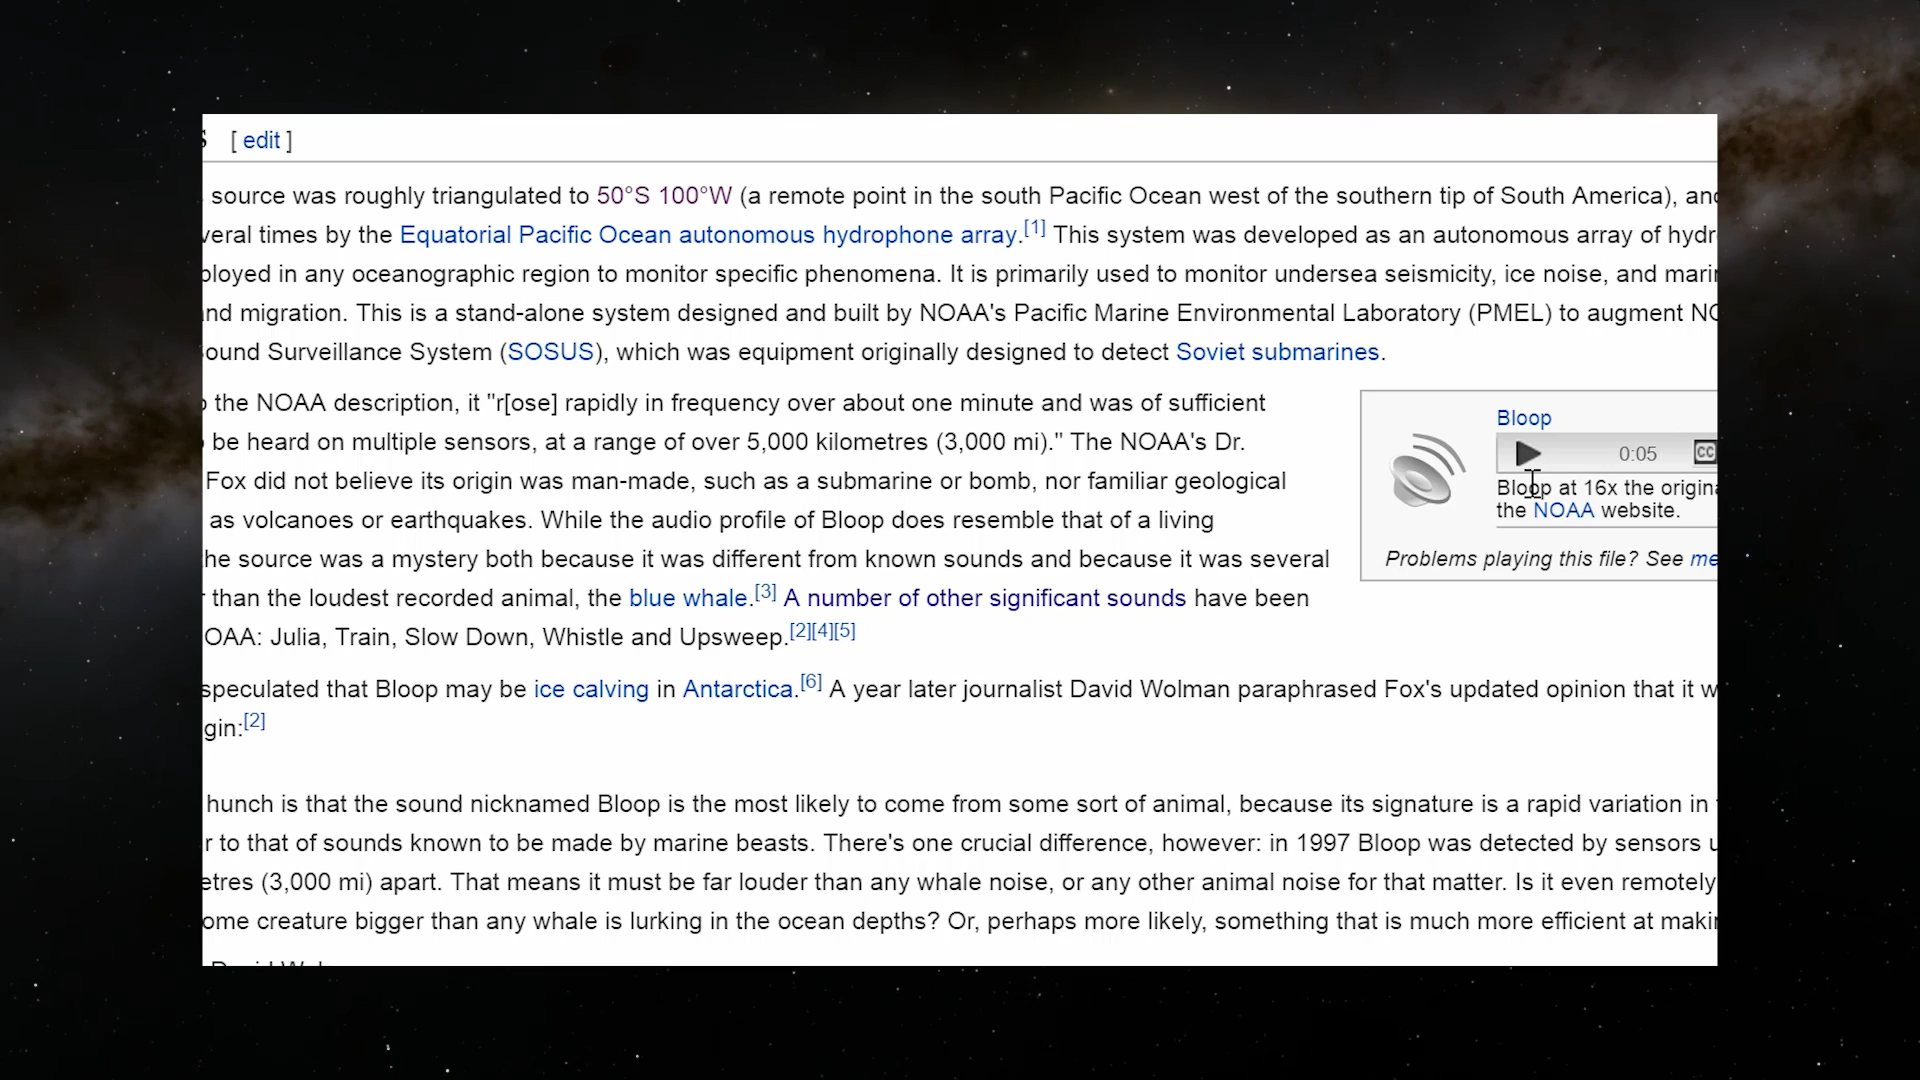 [ edit ]
source was roughly triangulated to 50°S 100°W (a remote point in the south Pacific Ocean west of the southern tip of South America), and
veral times by the Equatorial Pacific Ocean autonomous hydrophone array.[1] This system was developed as an autonomous array of hydr
ployed in any oceanographic region to monitor specific phenomena. It is primarily used to monitor undersea seismicity, ice noise, and marin
and migration. This is a stand-alone system designed and built by NOAA's Pacific Marine Environmental Laboratory (PMEL) to augment NO
ound Surveillance System (SOSUS), which was equipment originally designed to detect Soviet submarines.
the NOAA description, it "r[ose] rapidly in frequency over about one minute and was of sufficient
be heard on multiple sensors, at a range of over 5,000 kilometres (3,000 mi)." The NOAA's Dr.
Fox did not believe its origin was man-made, such as a submarine or bomb, nor familiar geological
as volcanoes or earthquakes. While the audio profile of Bloop does resemble that of a living
the source was a mystery both because it was different from known sounds and because it was several
than the loudest recorded animal, the blue whale.[3] A number of other significant sounds have been
OAA: Julia, Train, Slow Down, Whistle and Upsweep.[2][4][5]
Bloop
0:05 CC
Bloop at 16x the origina
the NOAA website.
Problems playing this file? See me
speculated that Bloop may be ice calving in Antarctica.[6] A year later journalist David Wolman paraphrased Fox's updated opinion that it w
gin:[2]
hunch is that the sound nicknamed Bloop is the most likely to come from some sort of animal, because its signature is a rapid variation in
r to that of sounds known to be made by marine beasts. There's one crucial difference, however: in 1997 Bloop was detected by sensors u
etres (3,000 mi) apart. That means it must be far louder than any whale noise, or any other animal noise for that matter. Is it even remotely
ome creature bigger than any whale is lurking in the ocean depths? Or, perhaps more likely, something that is much more efficient at makin